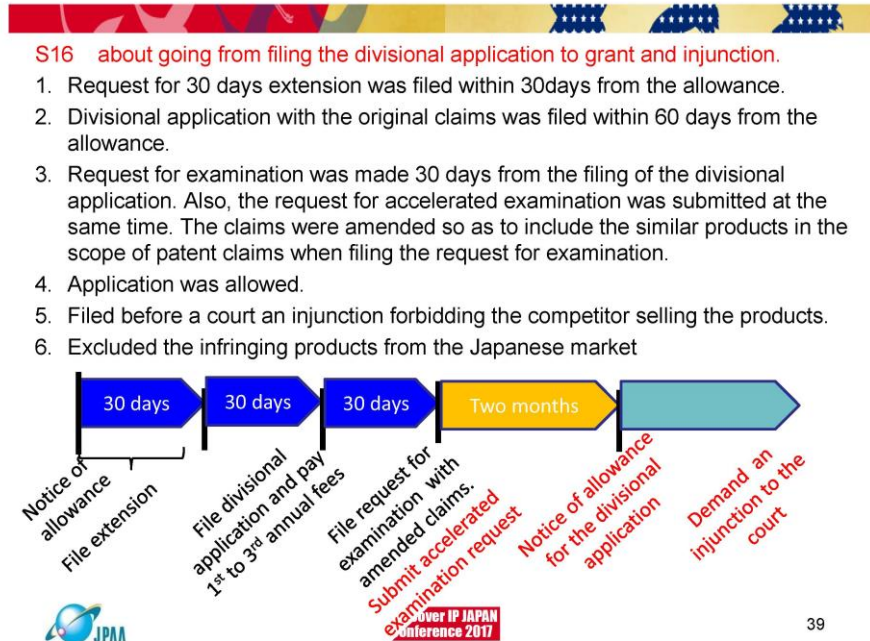 S16 about going from filing the divisional application to grant and injunction.
1. Request for 30 days extension was filed within 30days from the allowance.
2. Divisional application with the original claims was filed within 60 days from the
allowance.
3. Request for examination was made 30 days from the filing of the divisional
application. Also, the request for accelerated examination was submitted at the
same time. The claims were amended so as to include the similar products in the
scope of patent claims when filing the request for examination.
4. Application was allowed.
5. Filed before a court an injunction forbidding the competitor selling the products.
6. Excluded the infringing products from the Japanese market
30 days
30 days
30 days
Two months
Notice of
allowance
File extension
File divisional
application and pay
1st to 3rd annual fees
File request for
examination with
amended claims.
Submit accelerated
examination request
Notice of allowance
for the divisional
application
Demand an
injunction to the
court
JPAA
over IP JAPAN
onference 2017
39